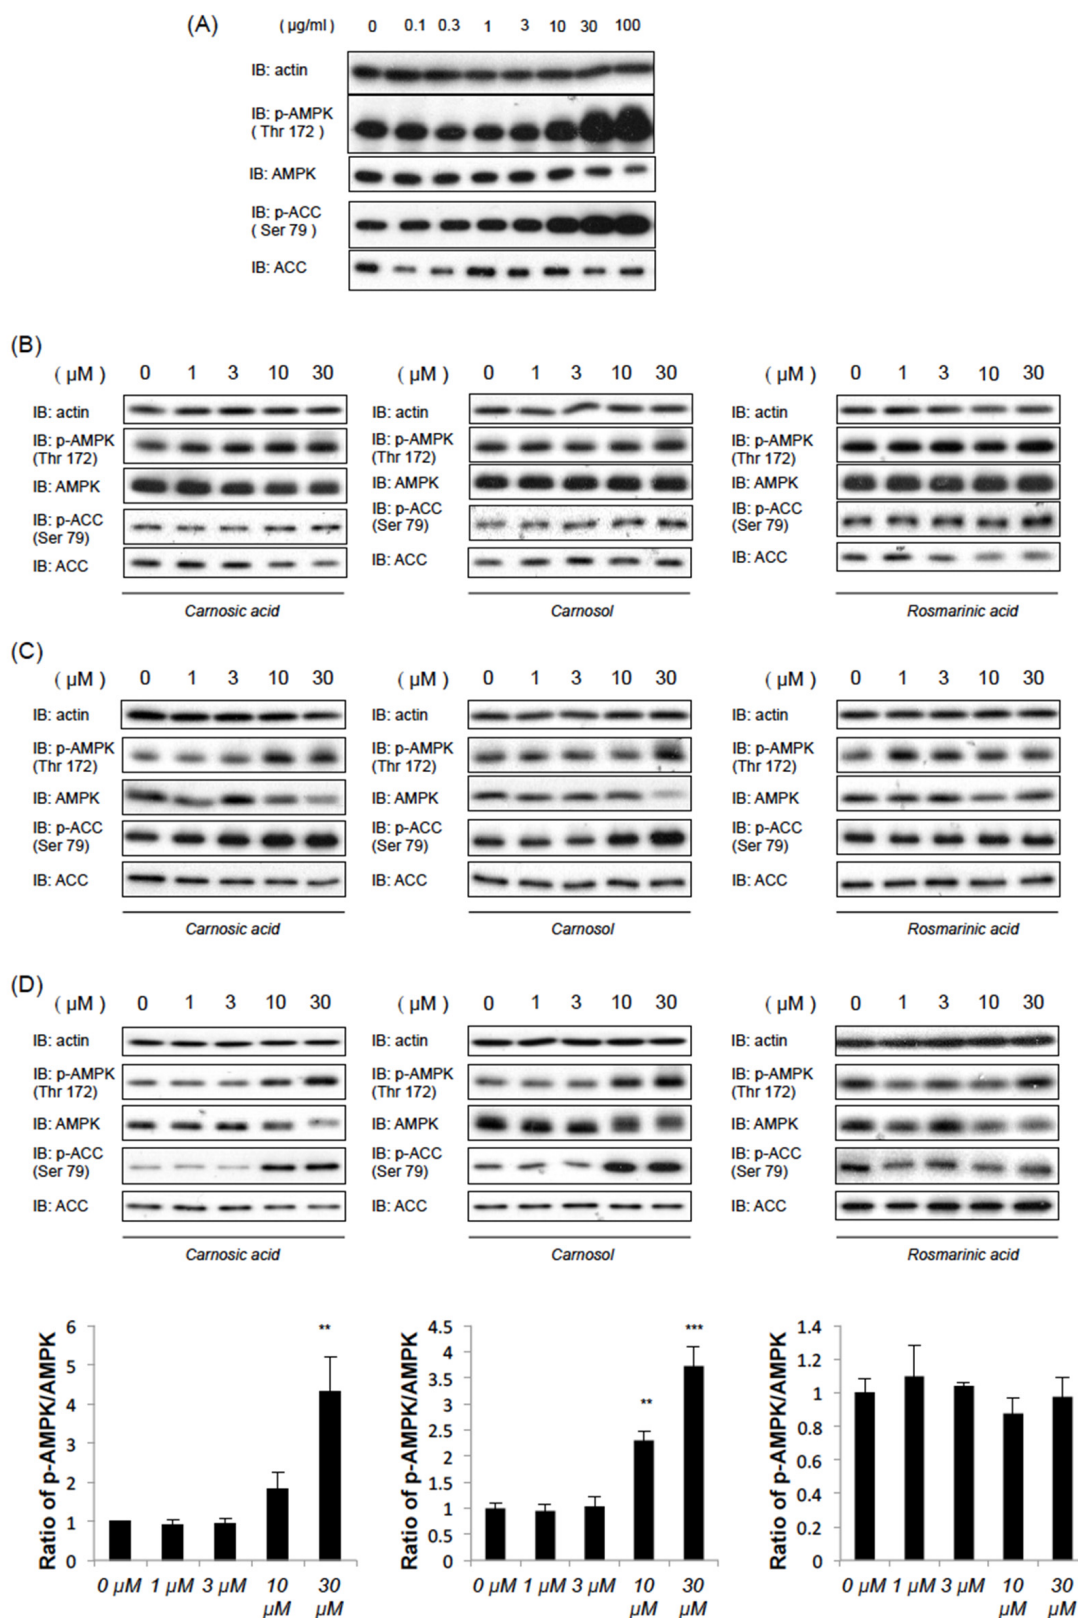 (A)
( μg/ml ) 0 0.1 0.3 1 3 10 30 100
IB: actin
IB: p-AMPK
( Thr 172 )
IB: AMPK
IB: p-ACC
( Ser 79 )
IB: ACC
(B)
( μM ) 0 1 3 10 30
IB: actin
IB: p-AMPK
(Thr 172)
IB: AMPK
IB: p-ACC
(Ser 79)
IB: ACC
Carnosic acid
( μM ) 0 1 3 10 30
IB: actin
IB: p-AMPK
(Thr 172)
IB: AMPK
IB: p-ACC
(Ser 79)
IB: ACC
Carnosol
( μM ) 0 1 3 10 30
IB: actin
IB: p-AMPK
(Thr 172)
IB: AMPK
IB: p-ACC
(Ser 79)
IB: ACC
Rosmarinic acid
(C)
( μM ) 0 1 3 10 30
IB: actin
IB: p-AMPK
(Thr 172)
IB: AMPK
IB: p-ACC
(Ser 79)
IB: ACC
Carnosic acid
( μM ) 0 1 3 10 30
IB: actin
IB: p-AMPK
(Thr 172)
IB: AMPK
IB: p-ACC
(Ser 79)
IB: ACC
Carnosol
( μM ) 0 1 3 10 30
IB: actin
IB: p-AMPK
(Thr 172)
IB: AMPK
IB: p-ACC
(Ser 79)
IB: ACC
Rosmarinic acid
(D)
( μM ) 0 1 3 10 30
IB: actin
IB: p-AMPK
(Thr 172)
IB: AMPK
IB: p-ACC
(Ser 79)
IB: ACC
Carnosic acid
( μM ) 0 1 3 10 30
IB: actin
IB: p-AMPK
(Thr 172)
IB: AMPK
IB: p-ACC
(Ser 79)
IB: ACC
Carnosol
( μM ) 0 1 3 10 30
IB: actin
IB: p-AMPK
(Thr 172)
IB: AMPK
IB: p-ACC
(Ser 79)
IB: ACC
Rosmarinic acid
Ratio of p-AMPK/AMPK
6
5
4
3
2
1
0
**
0 μM 1 μM 3 μM 10 μM 30 μM
Ratio of p-AMPK/AMPK
4.5
4
3.5
3
2.5
2
1.5
1
0.5
0
**
***
0 μM 1 μM 3 μM 10 μM 30 μM
Ratio of p-AMPK/AMPK
1.4
1.2
1
0.8
0.6
0.4
0.2
0
0 μM 1 μM 3 μM 10 μM 30 μM